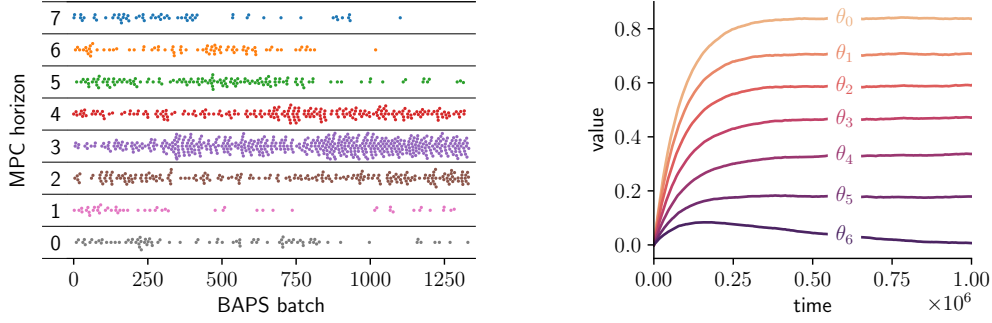 MPC horizon
7
6
5
4
3
2
1
0
0 250 500 750 1000 1250
BAPS batch
value
0.8
0.6
0.4
0.2
0.0
θ₀
θ₁
θ₂
θ₃
θ₄
θ₅
θ₆
0.00 0.25 0.50 0.75 1.00
time
×10⁶